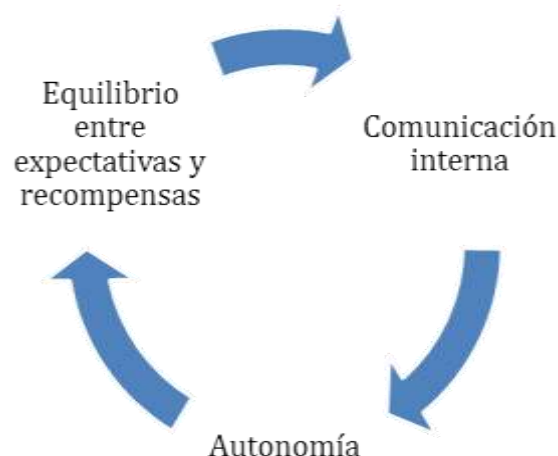 Equilibrio
entre
expectativas y
recompensas
Comunicación
interna
Autonomía